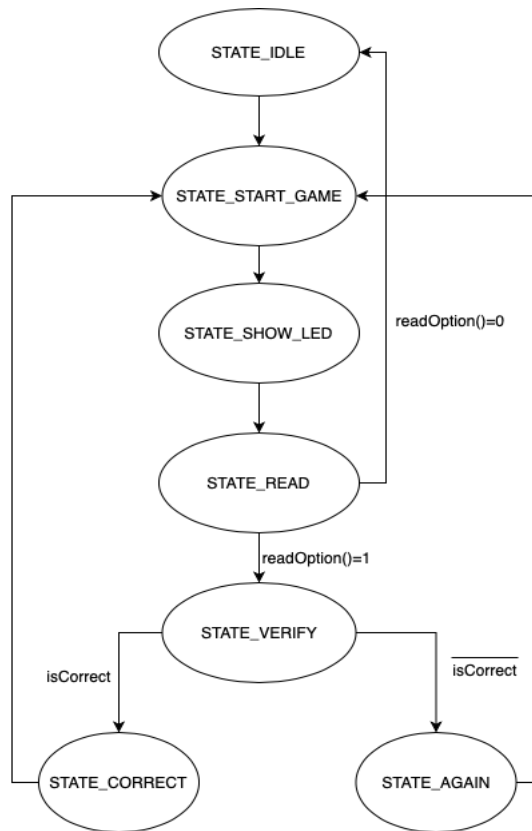 STATE_IDLE
STATE_START_GAME
STATE_SHOW_LED
readOption()=0
STATE_READ
readOption()=1
STATE_VERIFY
isCorrect
isCorrect
STATE_CORRECT
STATE_AGAIN